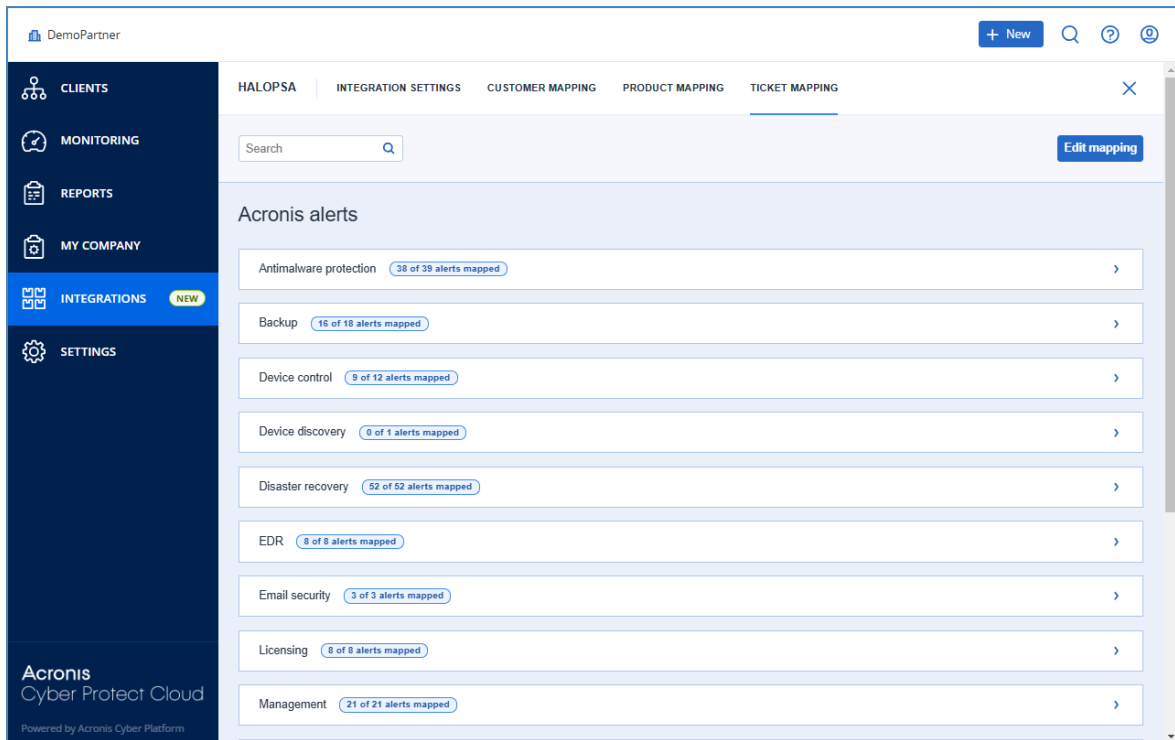 DemoPartner
+ New
CLIENTS
MONITORING
REPORTS
MY COMPANY
INTEGRATIONS NEW
SETTINGS
Acronis
Cyber Protect Cloud
Powered by Acronis Cyber Platform
HALOPSA INTEGRATION SETTINGS CUSTOMER MAPPING PRODUCT MAPPING TICKET MAPPING
Search
Edit mapping
Acronis alerts
Antimalware protection 38 of 39 alerts mapped
Backup 16 of 18 alerts mapped
Device control 9 of 12 alerts mapped
Device discovery 0 of 1 alerts mapped
Disaster recovery 52 of 52 alerts mapped
EDR 8 of 8 alerts mapped
Email security 3 of 3 alerts mapped
Licensing 8 of 8 alerts mapped
Management 21 of 21 alerts mapped